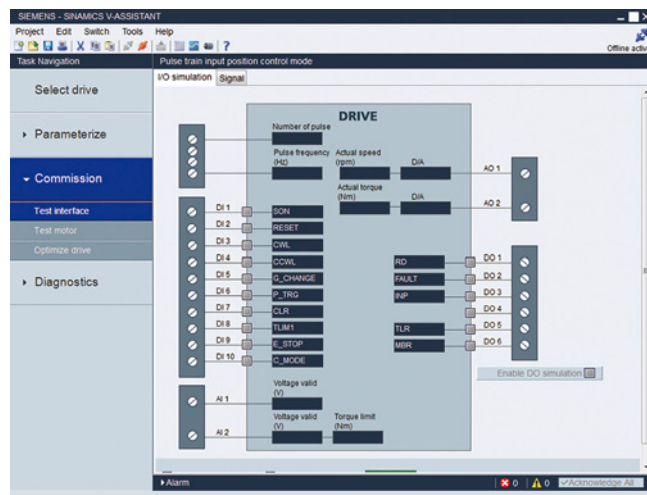 SIEMENS - SINAMICS V-ASSISTANT
Project Edit Switch Tools Help
Offline activ
Task Navigation
Pulse train input position control mode
I/O simulation Signal
Select drive
Parameterize
Commission
Test interface
Test motor
Optimize drive
Diagnostics
DRIVE
Number of pulse
Pulse frequency (Hz)
Actual speed (rpm)
D/A
AO 1
Actual torque (Nm)
D/A
AO 2
DI 1 SON
DI 2 RESET
DI 3 CWL
DI 4 CCWL
DI 5 G_CHANGE
DI 6 P_TRG
DI 7 CLR
DI 8 TLIM1
DI 9 E_STOP
DI 10 C_MODE
RD DO 1
FAULT DO 2
INP DO 3
DO 4
TLR DO 5
MBR DO 6
Enable DO simulation
AI 1
Voltage valid (V)
AI 2
Voltage valid (V)
Torque limit (Nm)
Alarm
0
0
Acknowledge All